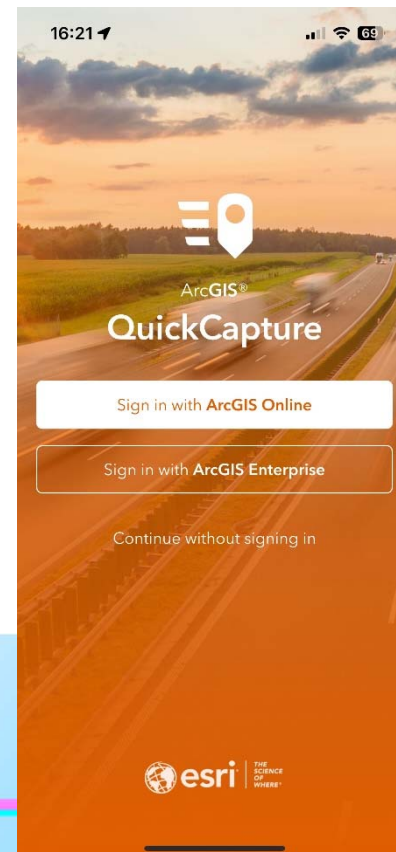 16:21
69
ArcGIS®
QuickCapture
Sign in with ArcGIS Online
Sign in with ArcGIS Enterprise
Continue without signing in
esri
THE
SCIENCE
OF
WHERE®